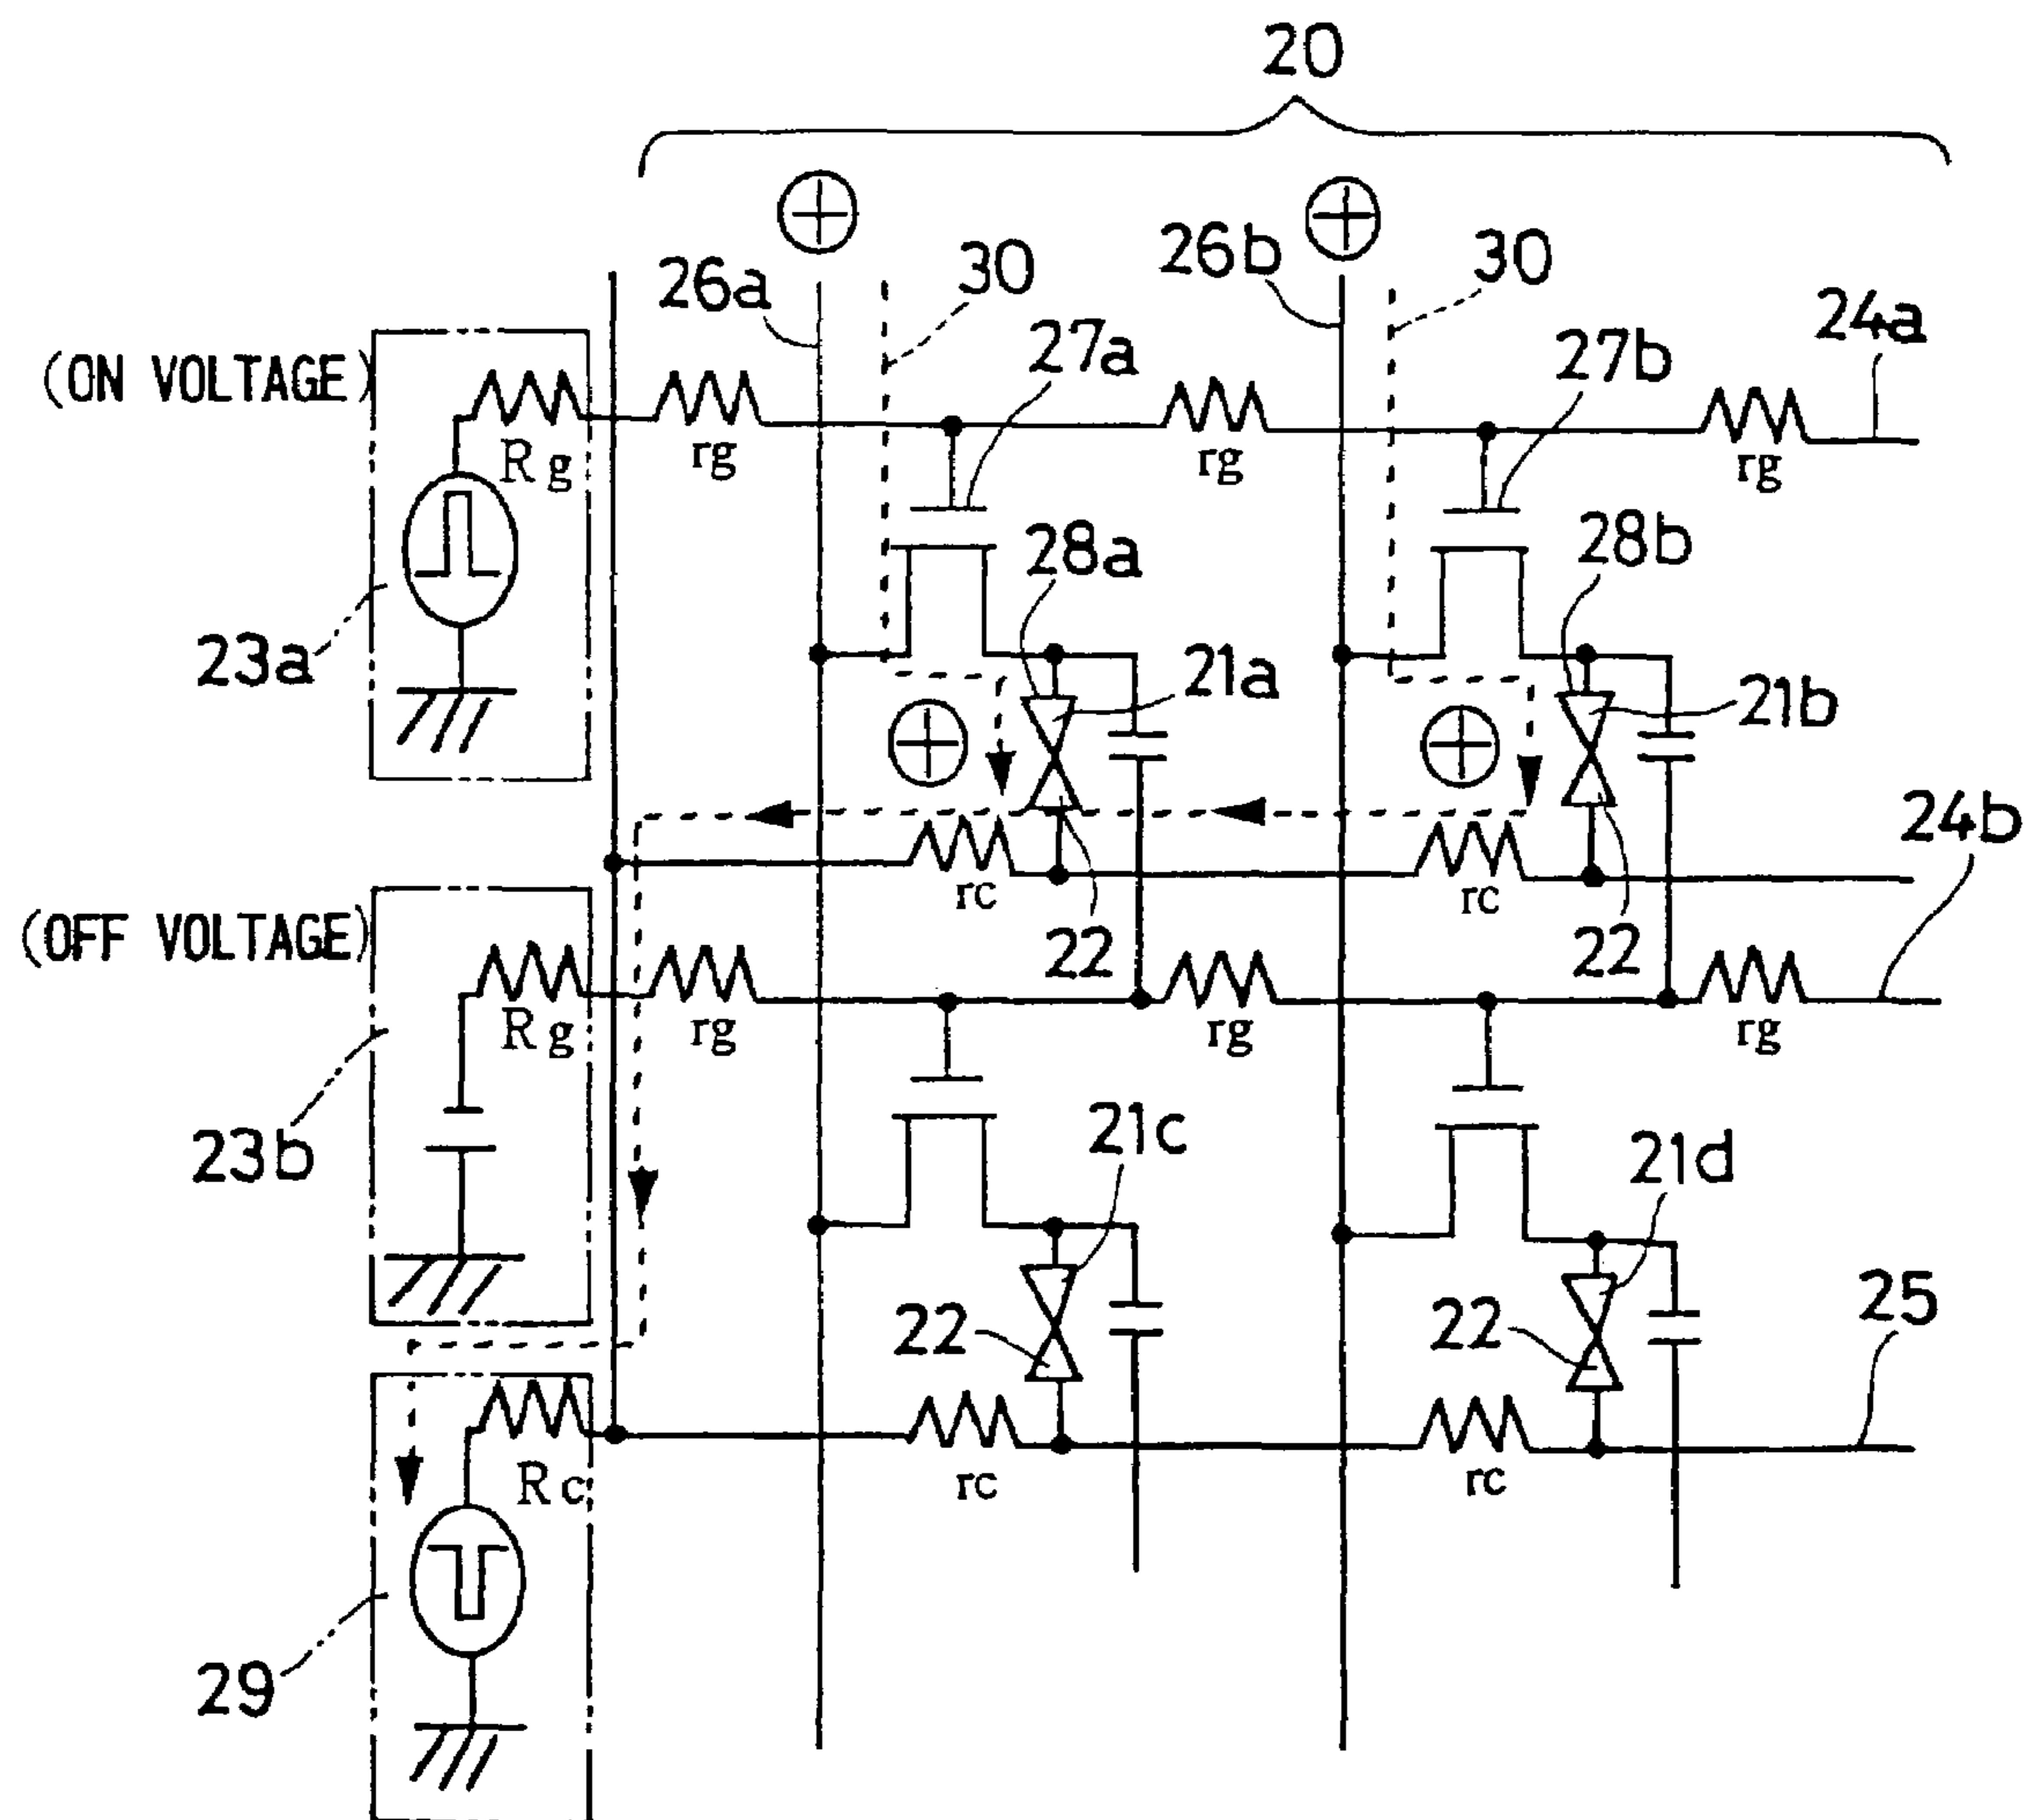 20
26a
30
26b
30
24a
27a
27b
(ON VOLTAGE)
Rg
rg
rg
rg
28a
28b
23a
21a
21b
24b
rc
rc
(OFF VOLTAGE)
22
22
Rg
rg
rg
rg
23b
21c
21d
25
22
22
Rc
rc
rc
29